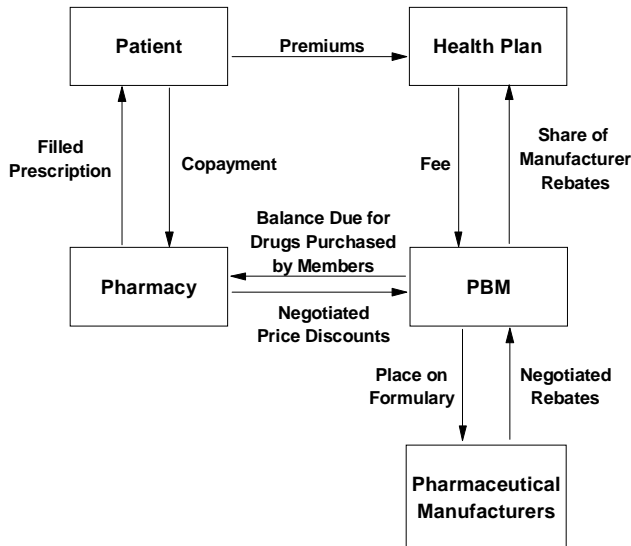 Patient
Premiums
Health Plan
Filled
Prescription
Copayment
Fee
Share of
Manufacturer
Rebates
Balance Due for
Drugs Purchased
by Members
Pharmacy
PBM
Negotiated
Price Discounts
Place on
Formulary
Negotiated
Rebates
Pharmaceutical
Manufacturers